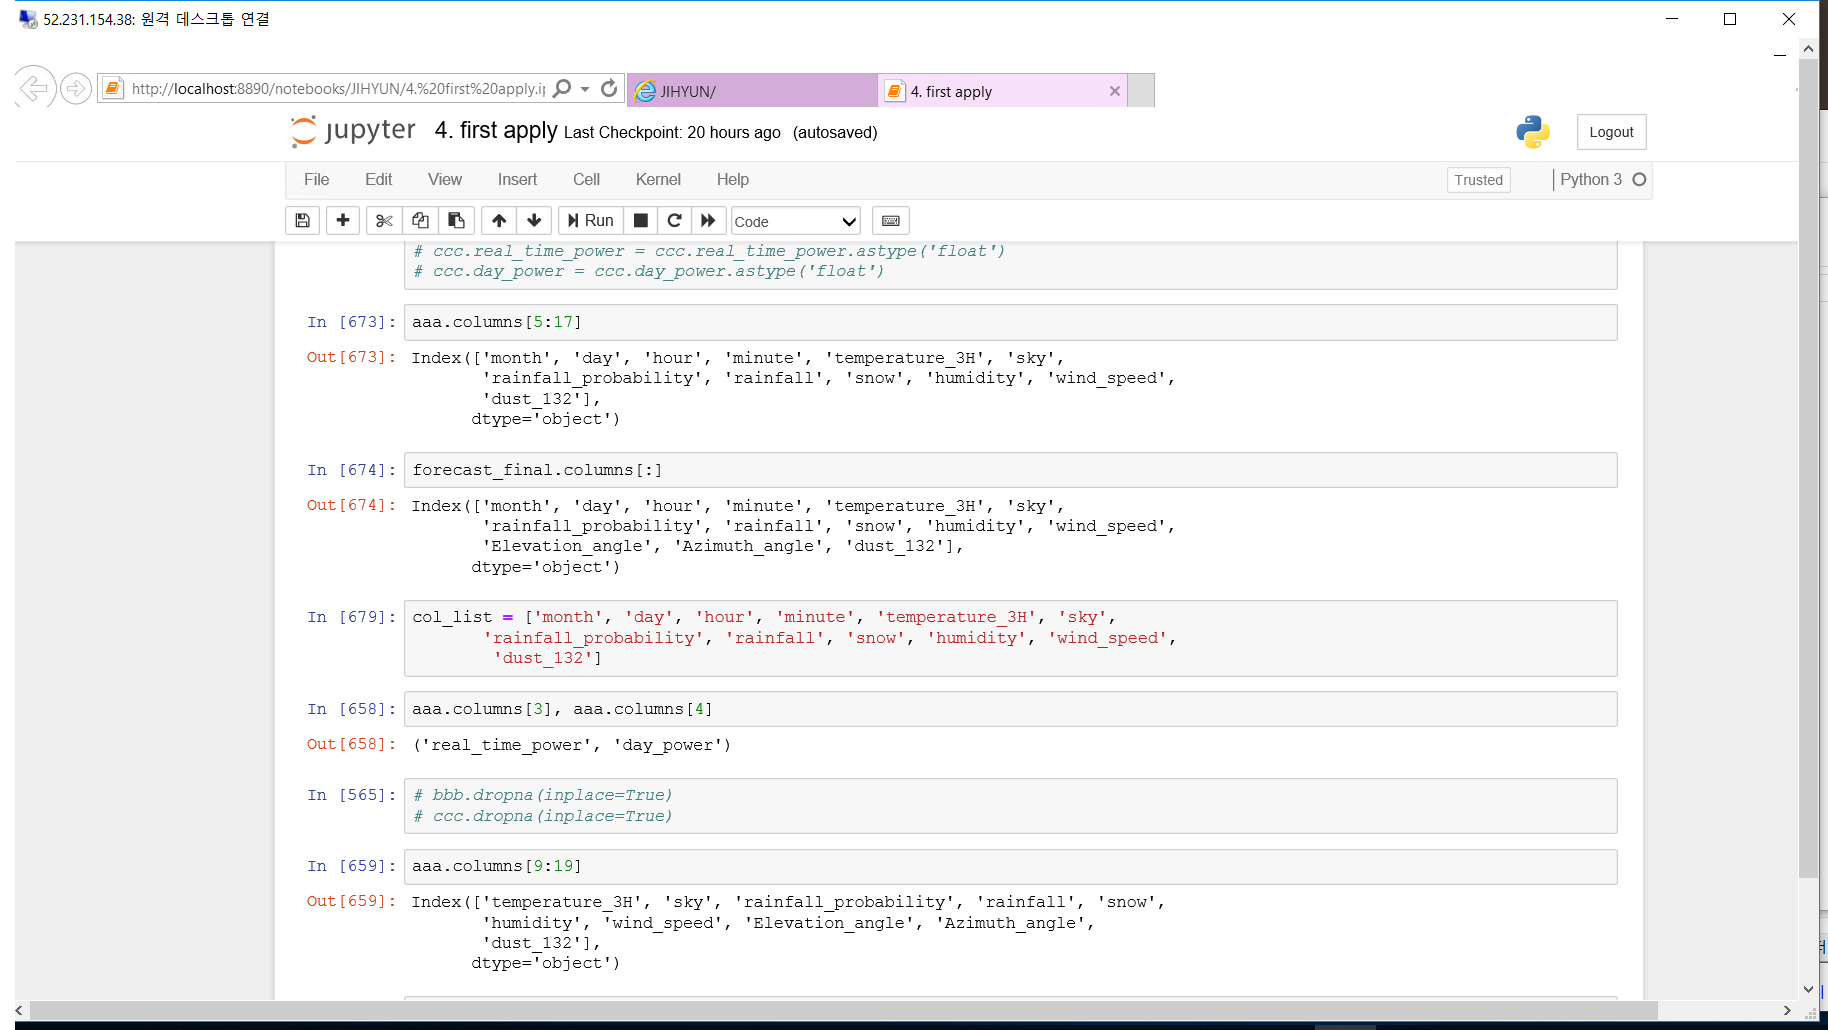 52.231.154.38: 원격 데스크톱 연결
http://localhost:8890/notebooks/JIHYUN/4.%20first%20apply.ij
JIHYUN/
4. first apply
jupyter 4. first apply Last Checkpoint: 20 hours ago (autosaved)
Logout
File Edit View Insert Cell Kernel Help
Trusted
Python 3
Run
Code
# ccc.real_time_power = ccc.real_time_power.astype('float')
# ccc.day_power = ccc.day_power.astype('float')
In [673]: aaa.columns[5:17]
Out[673]: Index(['month', 'day', 'hour', 'minute', 'temperature_3H', 'sky',
'rainfall_probability', 'rainfall', 'snow', 'humidity', 'wind_speed',
'dust_132'],
dtype='object')
In [674]: forecast_final.columns[:]
Out[674]: Index(['month', 'day', 'hour', 'minute', 'temperature_3H', 'sky',
'rainfall_probability', 'rainfall', 'snow', 'humidity', 'wind_speed',
'Elevation_angle', 'Azimuth_angle', 'dust_132'],
dtype='object')
In [679]: col_list = ['month', 'day', 'hour', 'minute', 'temperature_3H', 'sky',
'rainfall_probability', 'rainfall', 'snow', 'humidity', 'wind_speed',
'dust_132']
In [658]: aaa.columns[3], aaa.columns[4]
Out[658]: ('real_time_power', 'day_power')
In [565]: # bbb.dropna(inplace=True)
# ccc.dropna(inplace=True)
In [659]: aaa.columns[9:19]
Out[659]: Index(['temperature_3H', 'sky', 'rainfall_probability', 'rainfall', 'snow',
'humidity', 'wind_speed', 'Elevation_angle', 'Azimuth_angle',
'dust_132'],
dtype='object')